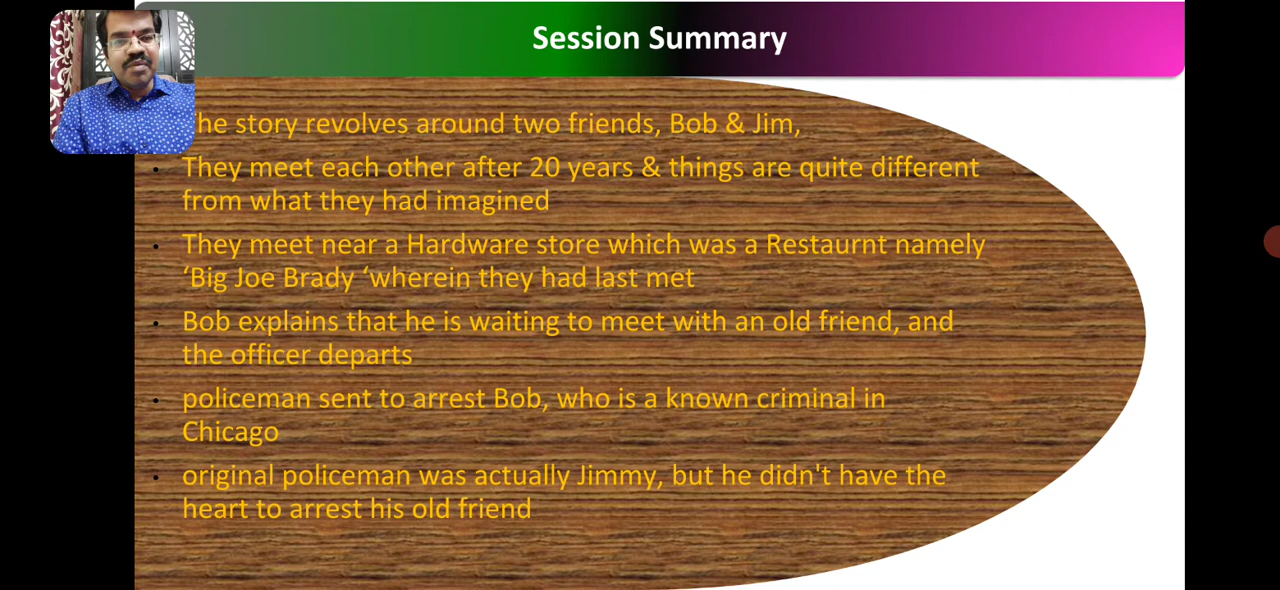 Session Summary
he story revolves around two friends, Bob & Jim,
They meet each other after 20 years & things are quite different
from what they had imagined
They meet near a Hardware store which was a Restaurnt namely
‘Big Joe Brady ‘wherein they had last met
Bob explains that he is waiting to meet with an old friend, and
the officer departs
policeman sent to arrest Bob, who is a known criminal in
Chicago
original policeman was actually Jimmy, but he didn't have the
heart to arrest his old friend